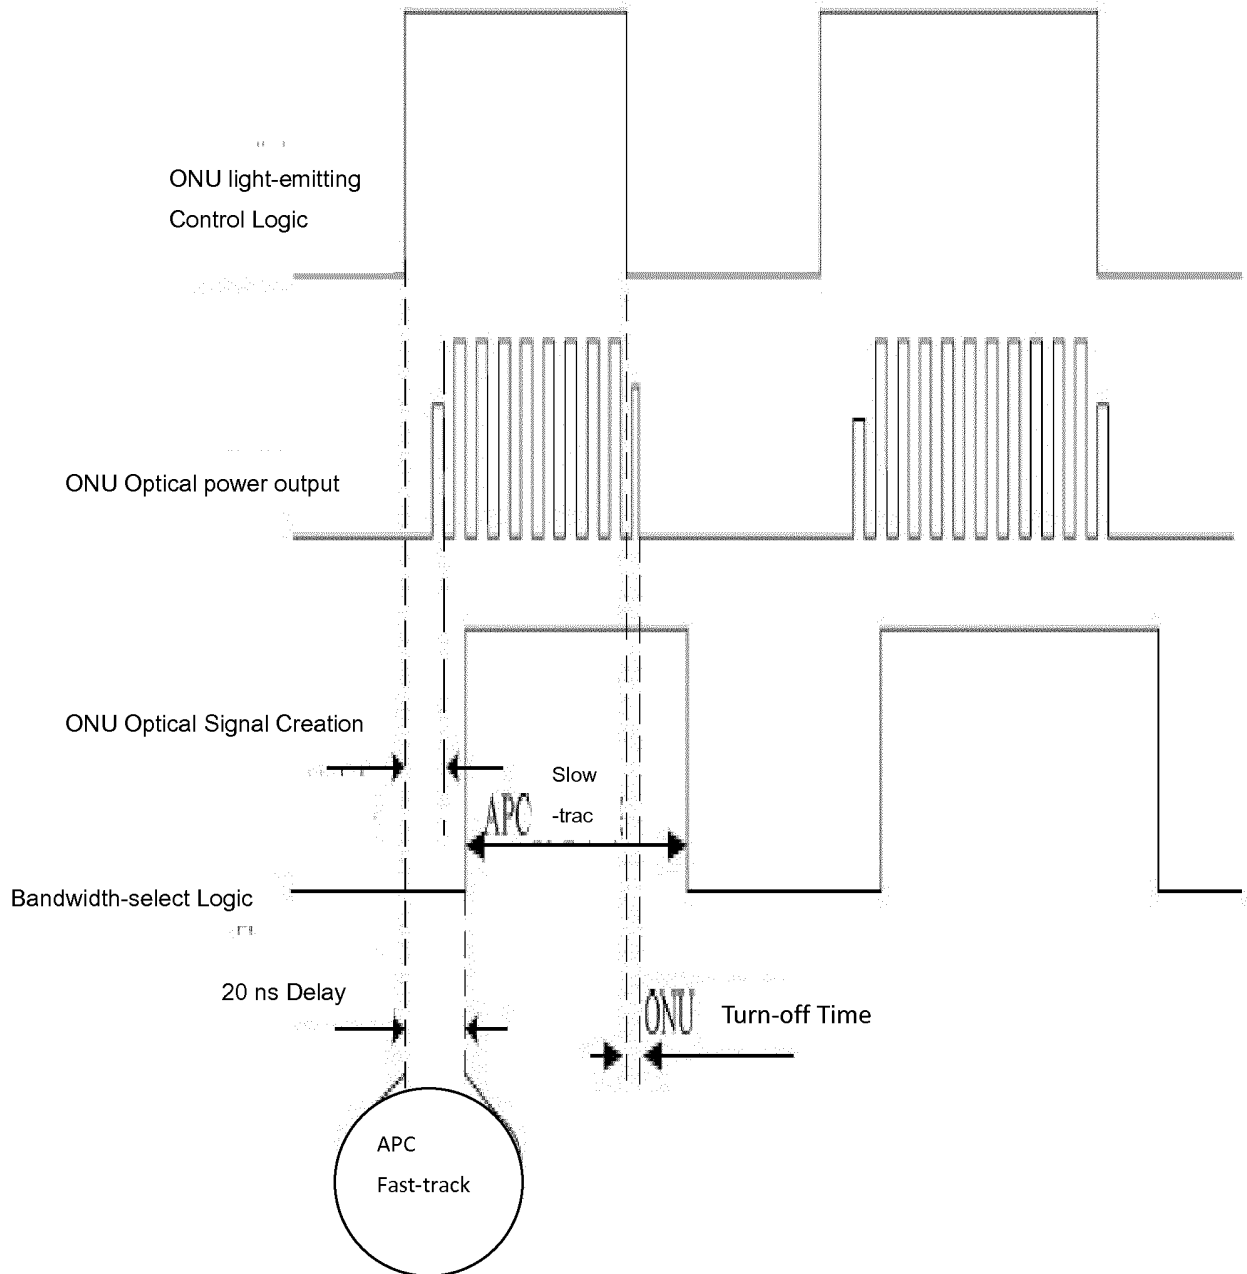 ONU light-emitting
Control Logic
ONU Optical power output
ONU Optical Signal Creation
Slow
APC -trac
Bandwidth-select Logic
20 ns Delay
ONU Turn-off Time
APC
Fast-track